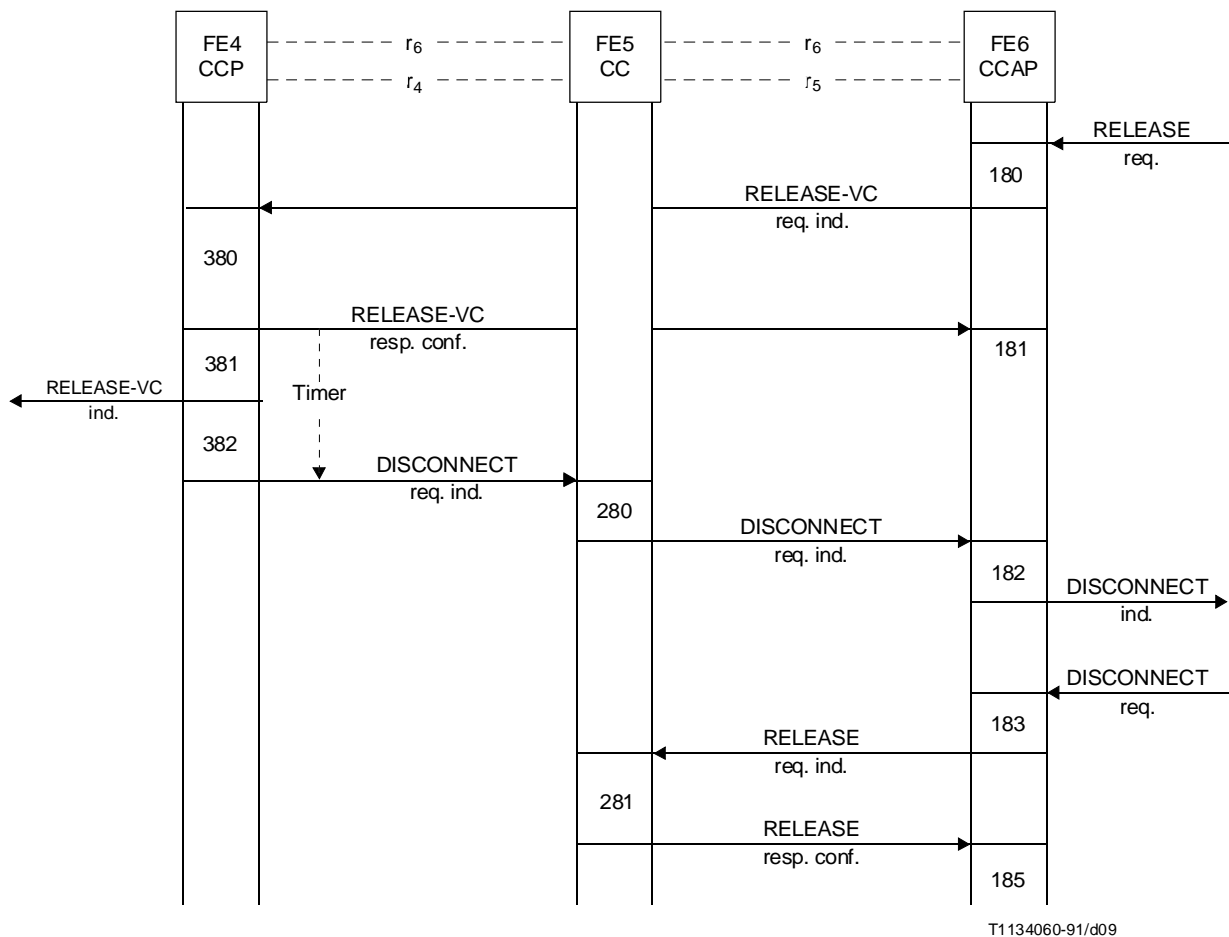 FE4
CCP
r6
r4
FE5
CC
r6
r5
FE6
CCAP
RELEASE
req.
180
RELEASE-VC
req. ind.
380
RELEASE-VC
resp. conf.
181
381
RELEASE-VC
ind.
Timer
382
DISCONNECT
req. ind.
280
DISCONNECT
req. ind.
182
DISCONNECT
ind.
DISCONNECT
req.
183
RELEASE
req. ind.
281
RELEASE
resp. conf.
185
T1134060-91/d09